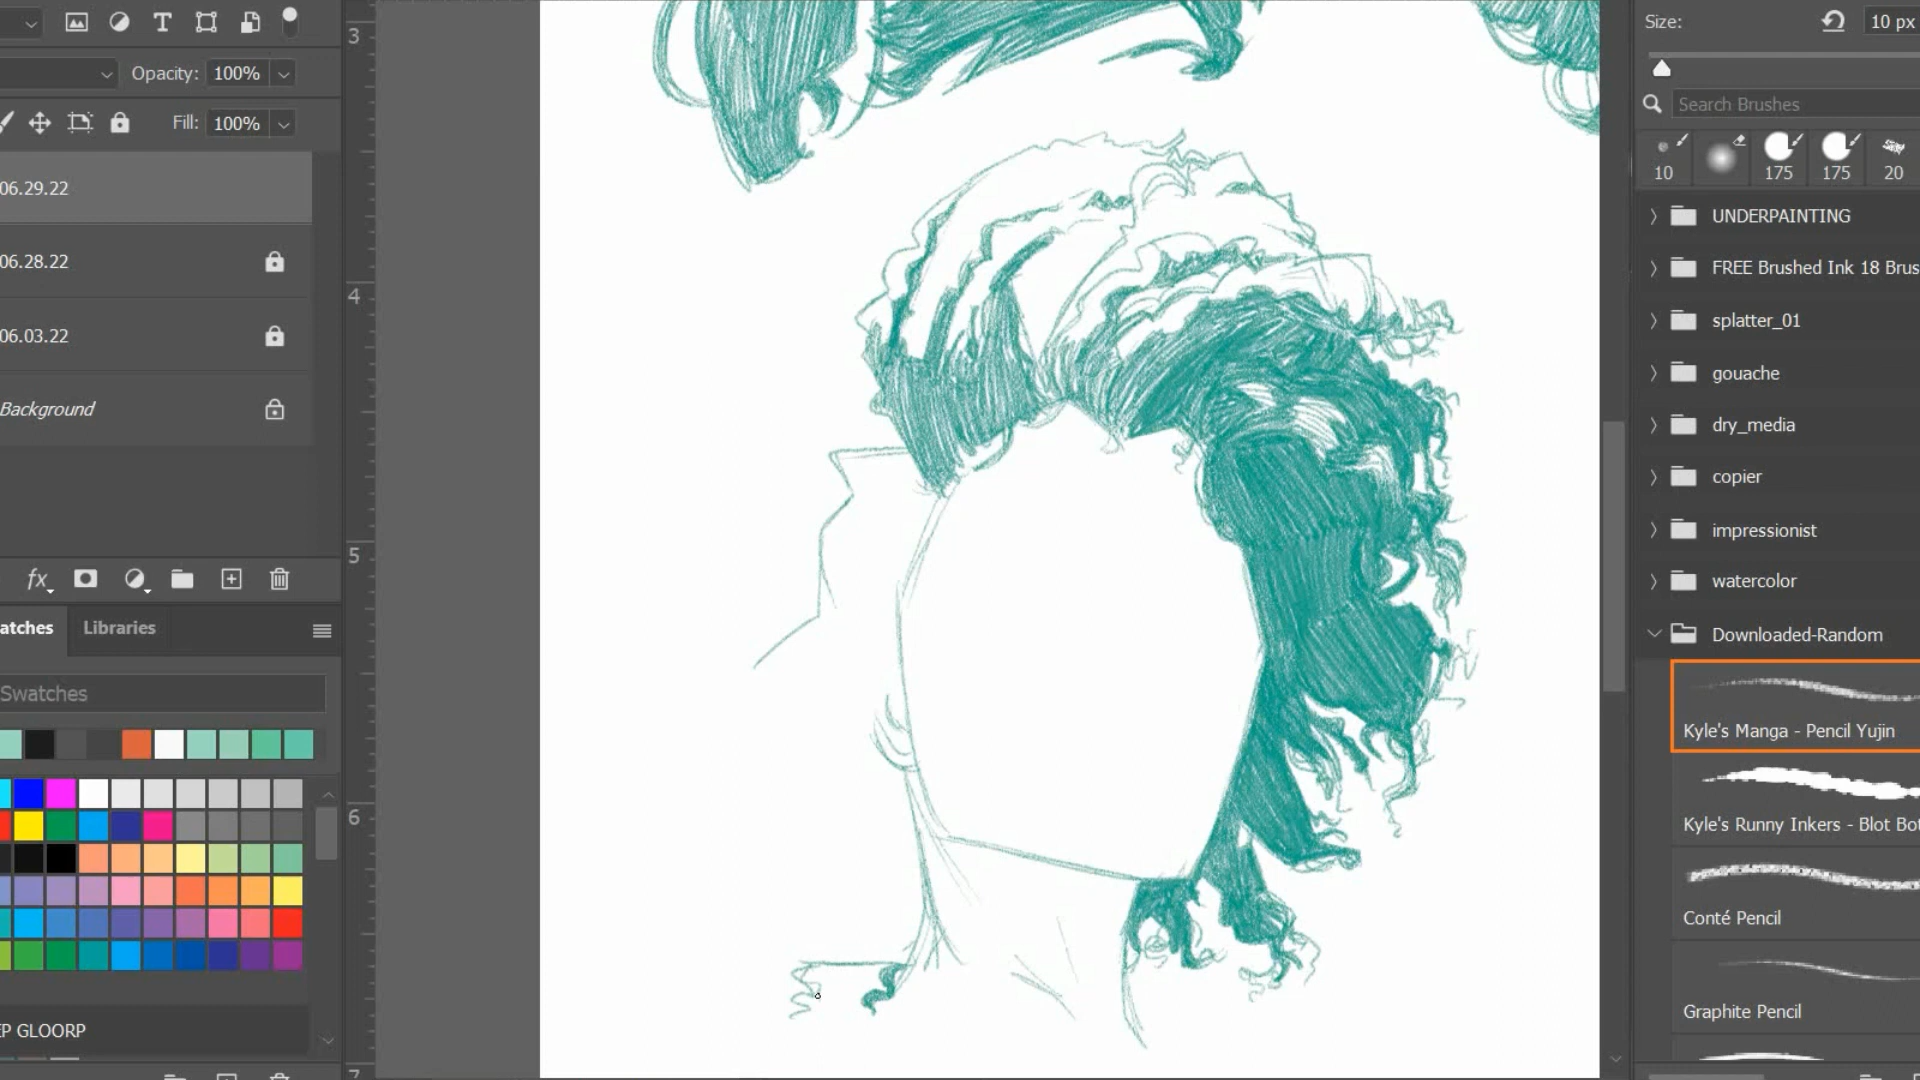 Opacity: 100%
Fill: 100%
06.29.22
06.28.22
06.03.22
Background
fx
atches
Libraries
Swatches
EP GLOORP
3
4
5
6
7
Size:
10 px
Search Brushes
10
175
175
20
UNDERPAINTING
FREE Brushed Ink 18 Brus
splatter_01
gouache
dry_media
copier
impressionist
watercolor
Downloaded-Random
Kyle's Manga - Pencil Yujin
Kyle's Runny Inkers - Blot Bot
Conté Pencil
Graphite Pencil